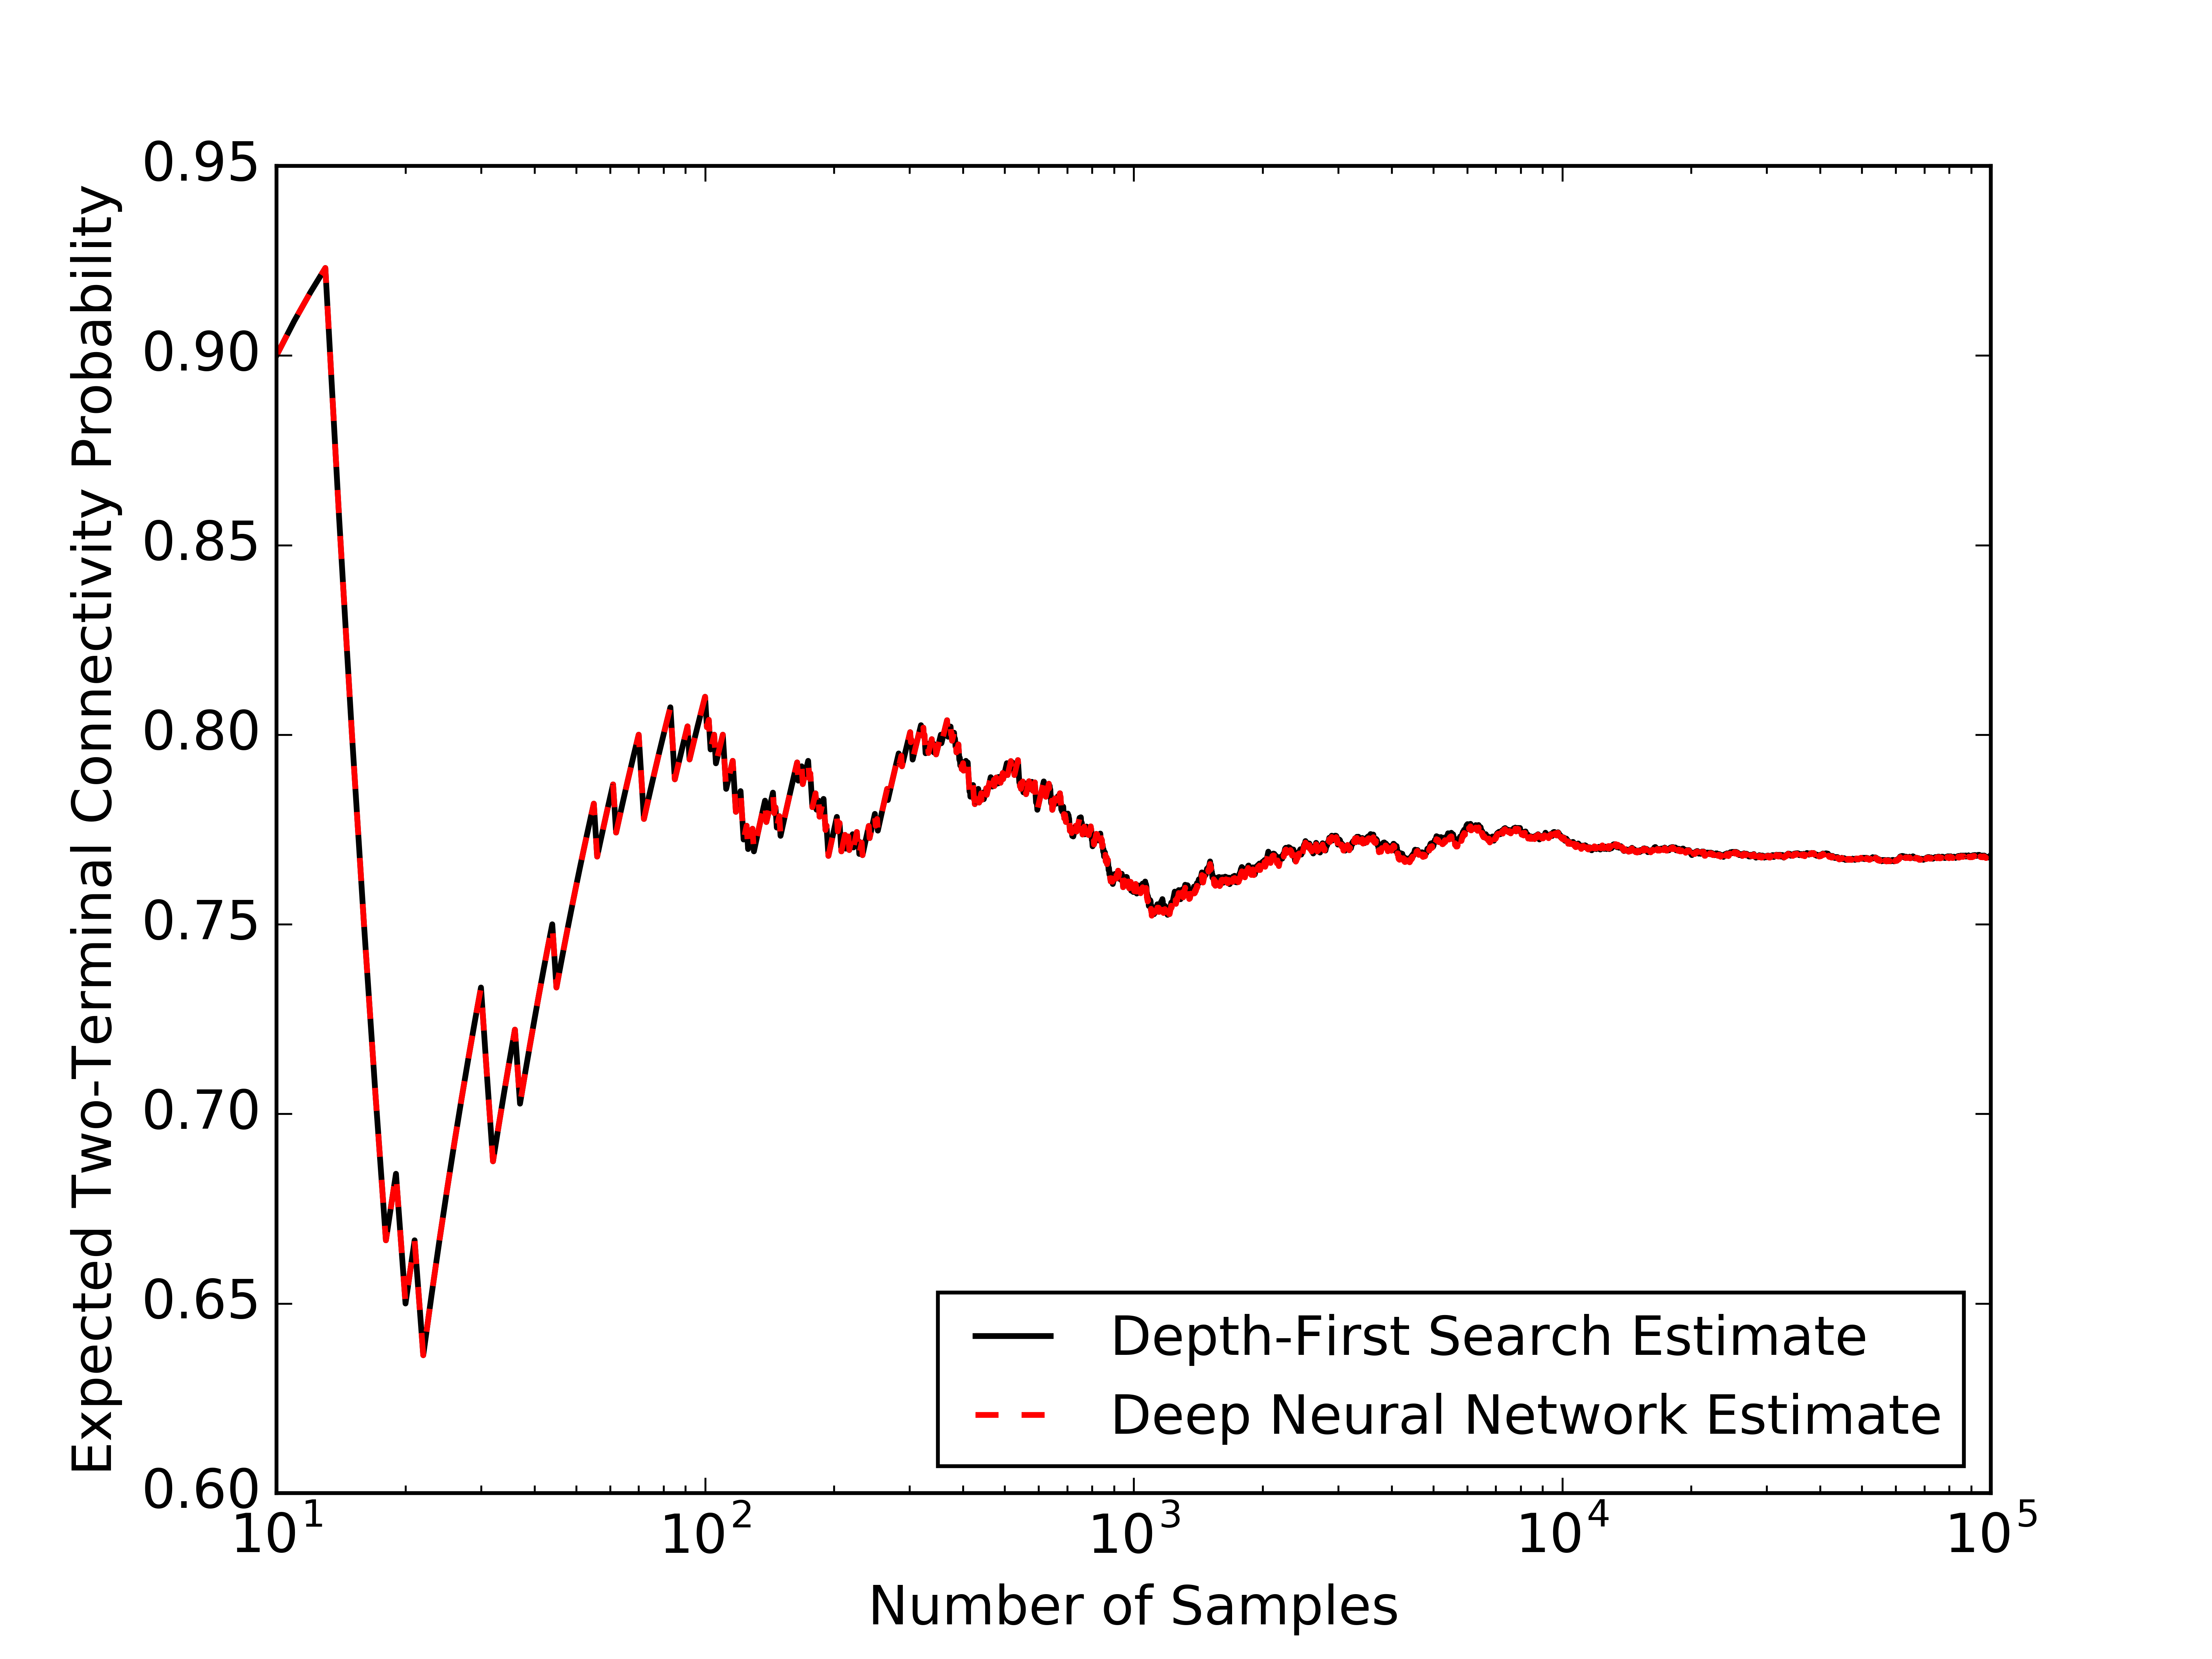 Expected Two-Terminal Connectivity Probability
0.95
0.90
0.85
0.80
0.75
0.70
0.65
0.60
Depth-First Search Estimate
Deep Neural Network Estimate
10^1 10^2 10^3 10^4 10^5
Number of Samples